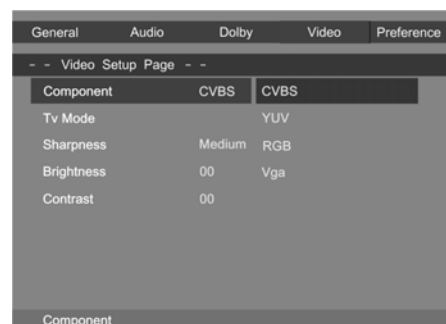 General Audio Dolby Video Preference
- - Video Setup Page - -
Component CVBS CVBS
Tv Mode YUV
Sharpness Medium RGB
Brightness 00 Vga
Contrast 00
Component